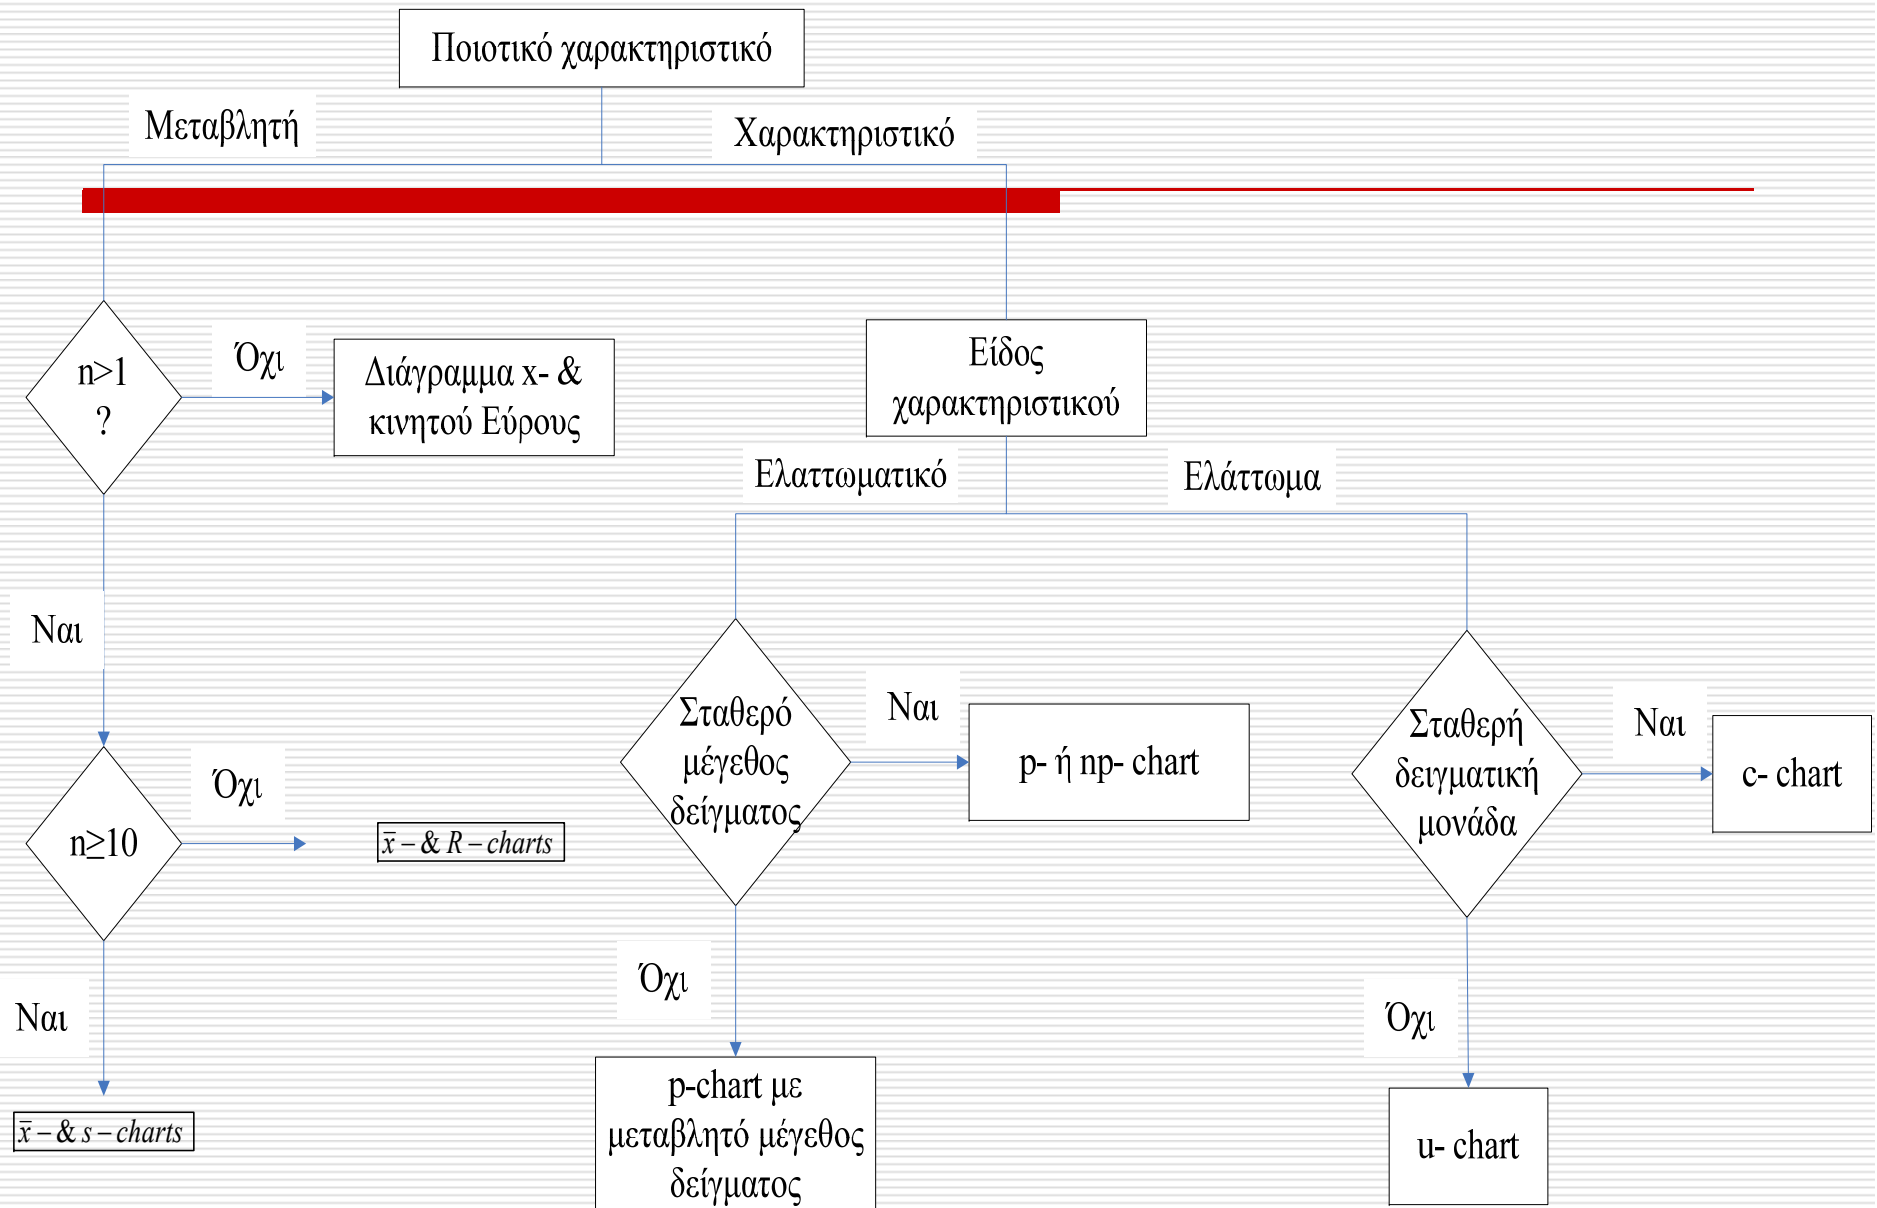 Ποιοτικό χαρακτηριστικό
Μεταβλητή
Χαρακτηριστικό
n>1
?
Όχι
Διάγραμμα x- &
κινητού Εύρους
Είδος
χαρακτηριστικού
Ελαττωματικό
Ελάττωμα
Ναι
n≥10
Όχι
x̄ – & R – charts
Ναι
x̄ – & s – charts
Σταθερό
μέγεθος
δείγματος
Ναι
p- ή np- chart
Όχι
p-chart με
μεταβλητό μέγεθος
δείγματος
Σταθερή
δειγματική
μονάδα
Ναι
c- chart
Όχι
u- chart